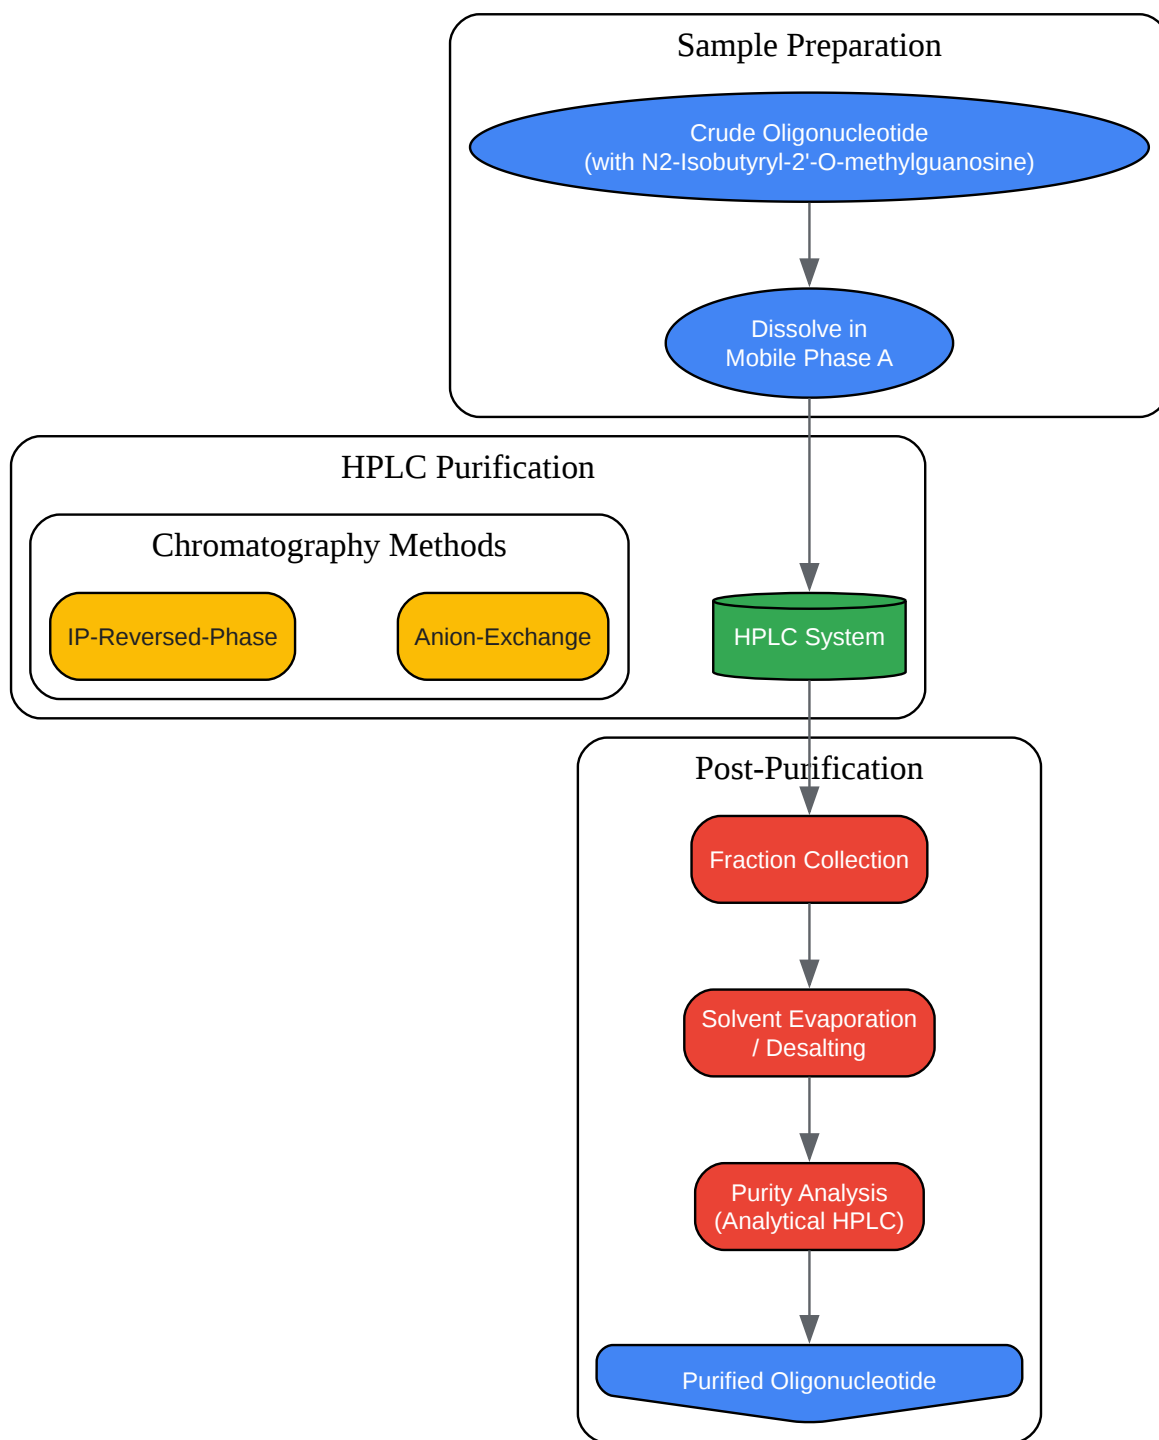 Sample Preparation
Crude Oligonucleotide
(with N2-Isobutyryl-2'-O-methylguanosine)
Dissolve in
Mobile Phase A
HPLC Purification
Chromatography Methods
IP-Reversed-Phase
Anion-Exchange
HPLC System
Post-Purification
Fraction Collection
Solvent Evaporation
/ Desalting
Purity Analysis
(Analytical HPLC)
Purified Oligonucleotide